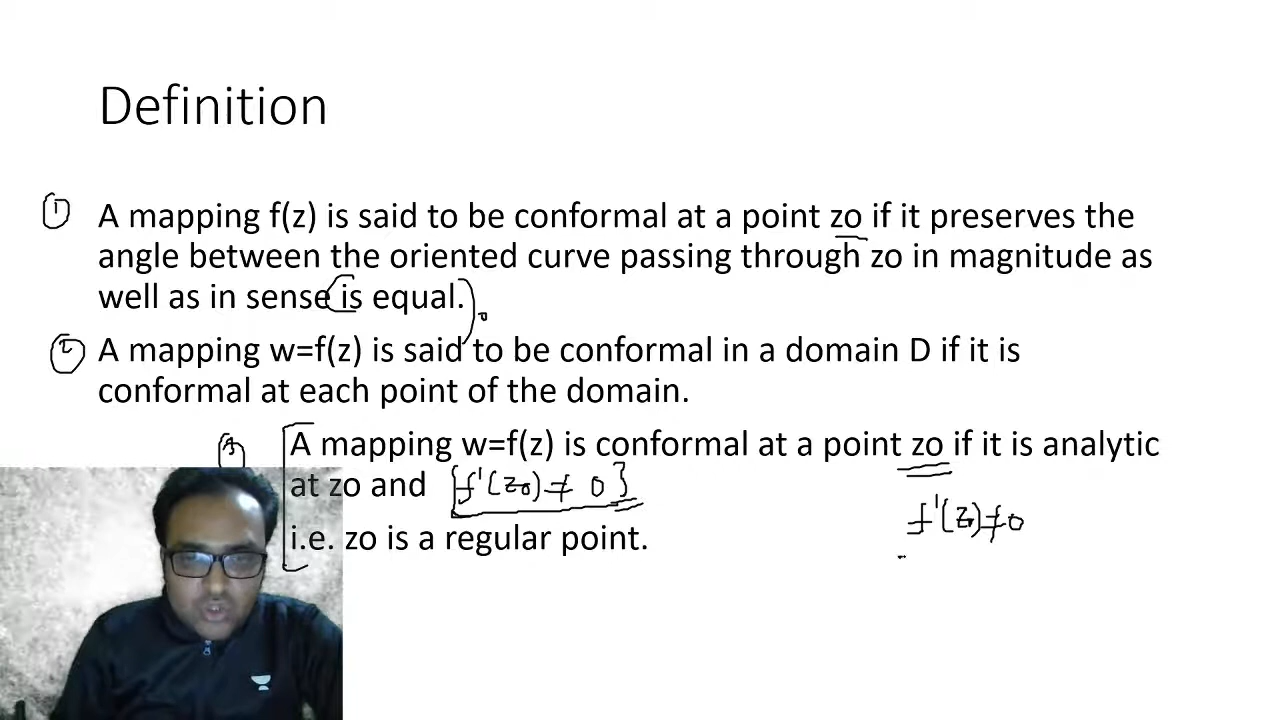 Definition
① A mapping f(z) is said to be conformal at a point zo if it preserves the
angle between the oriented curve passing through zo in magnitude as
well as in sense is equal.
② A mapping w=f(z) is said to be conformal in a domain D if it is
conformal at each point of the domain.
A mapping w=f(z) is conformal at a point zo if it is analytic
at zo and [f'(z₀) ≠ 0]
i.e. zo is a regular point.
f'(z₀)≠0